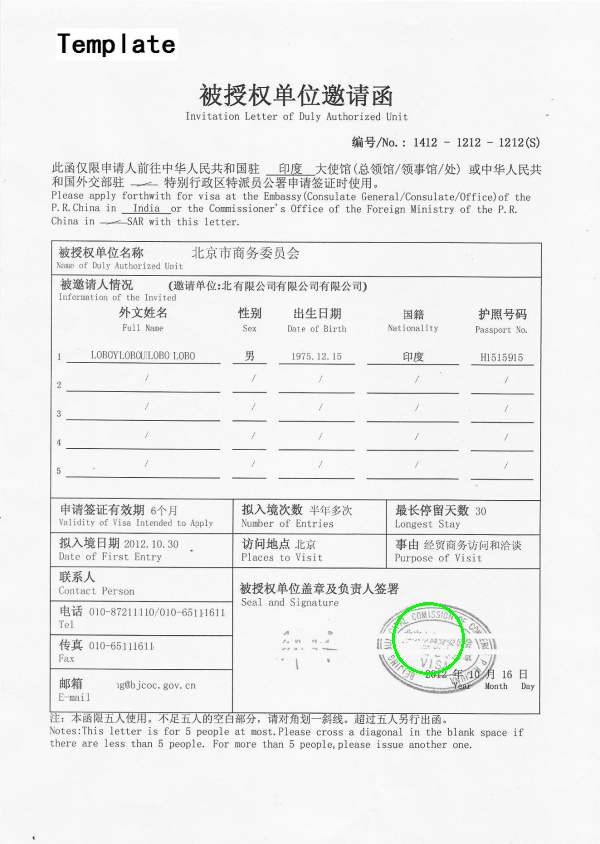 Template
被授权单位邀请函
Invitation Letter of Duly Authorized Unit
编号/No.: 1412 - 1212 - 1212(S)
此函仅限申请人前往中华人民共和国驻 印度 大使馆(总领馆/领事馆/处) 或中华人民共
和国外交部驻 特别行政区特派员公署申请签证时使用。
Please apply forthwith for visa at the Embassy(Consulate General/Consulate/Office)of the
P.R.China in India or the Commissioner's Office of the Foreign Ministry of the P.R.
China in SAR with this letter.
被授权单位名称 北京市商务委员会
Name of Duly Authorized Unit
被邀请人情况 (邀请单位:北有限公司有限公司有限公司)
Information of the Invited
外文姓名 性别 出生日期 国籍 护照号码
Full Name Sex Date of Birth Nationality Passport No.
1 LOBOYLOBOULOBO LOBO 男 1975.12.15 印度 H1515915
2 / / / / /
3 / / / / /
4 / / / / /
5 / / / / /
申请签证有效期 6个月 拟入境次数 半年多次 最长停留天数 30
Validity of Visa Intended to Apply Number of Entries Longest Stay
拟入境日期 2012.10.30 访问地点 北京 事由 经贸商务访问和洽谈
Date of First Entry Places to Visit Purpose of Visit
联系人
Contact Person
被授权单位盖章及负责人签署
Seal and Signature
电话 010-87211110/010-65111611
Tel
传真 010-65111611
Fax
邮箱 g@bjcoc.gov.cn
E-mail
COMISSION OF COM
BEIJING MU
VISA
2012 年 10 月 16 日
Year Month Day
注: 本函限五人使用。不足五人的空白部分，请对角划一斜线。超过五人另行出函。
Notes:This letter is for 5 people at most.Please cross a diagonal in the blank space if
there are less than 5 people. For more than 5 people,please issue another one.